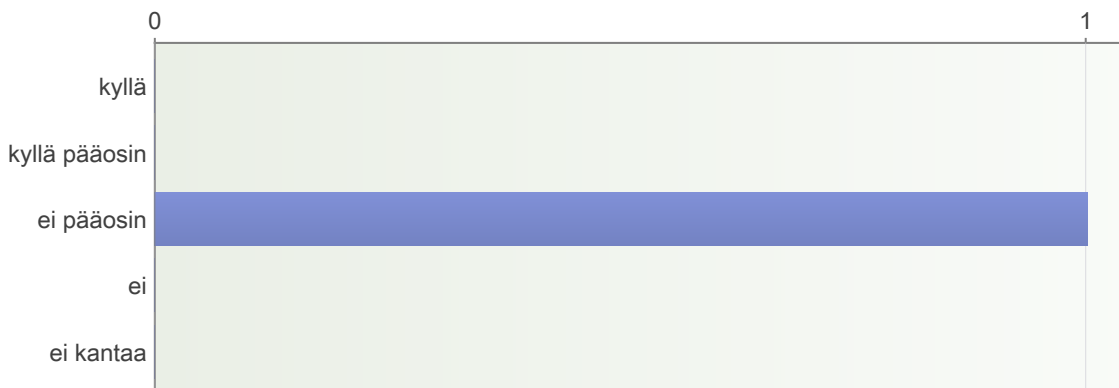 0 1
kyllä
kyllä pääosin
ei pääosin
ei
ei kantaa